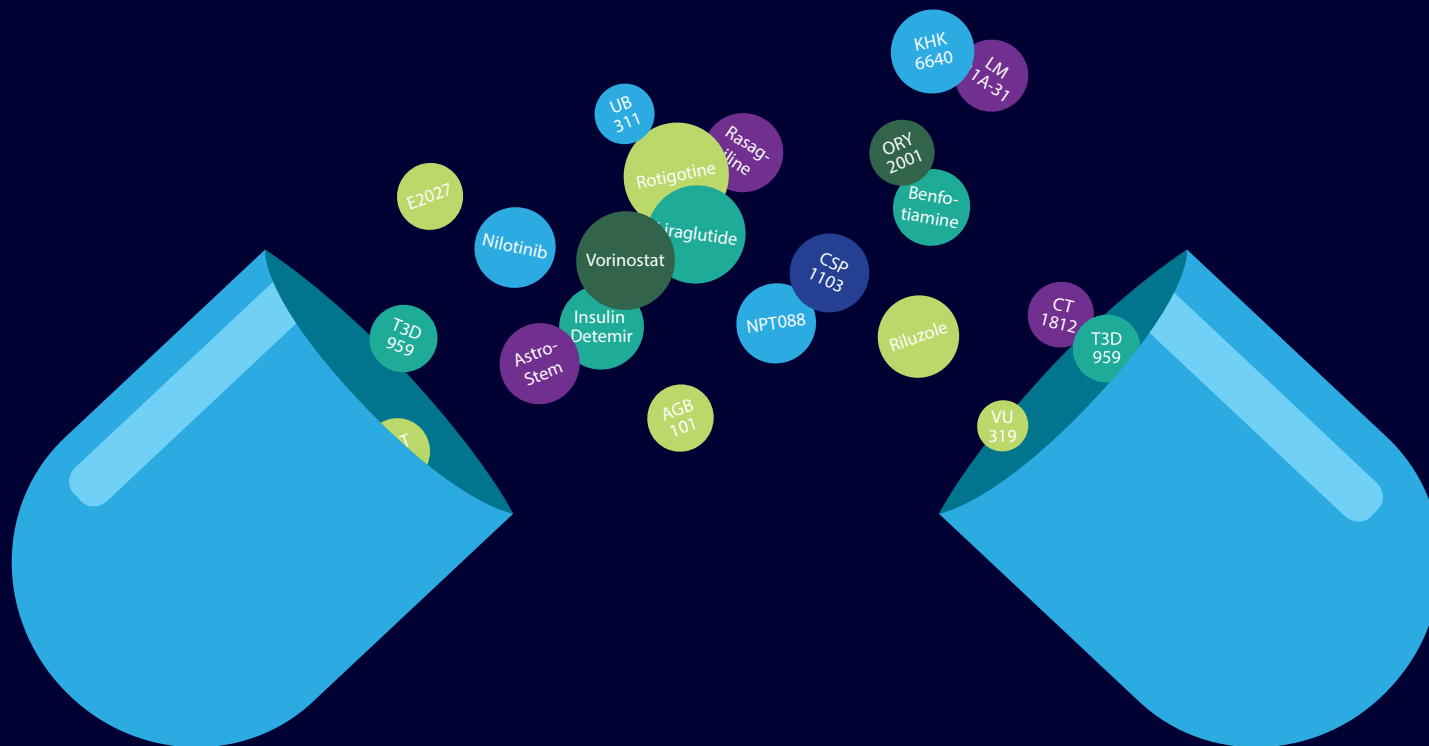 KHK
6640
LM
1A-31
UB
311
Rasag-
iline
Rotigotine
ORY
2001
E2027
Benfo-
tiamine
iraglutide
Nilotinib
Vorinostat
CSP
1103
CT
1812
T3D
959
Insulin
Detemir
NPT088
Riluzole
T3D
959
Astro-
Stem
AGB
101
VU
319
T